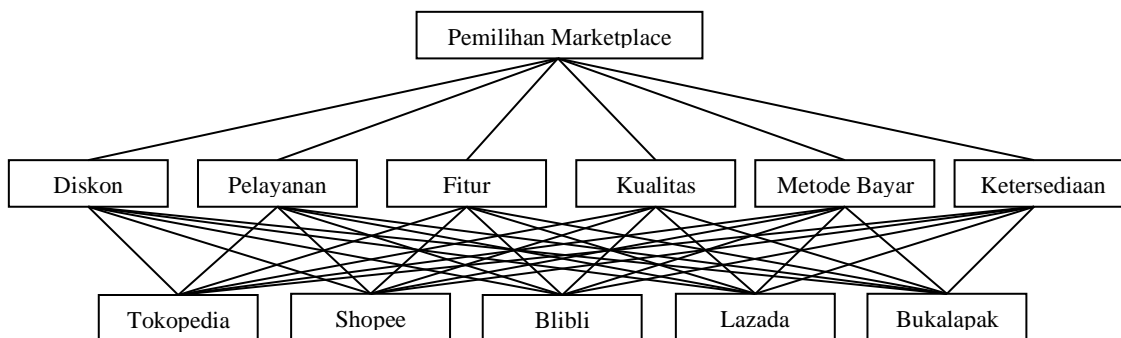 Pemilihan Marketplace
Diskon
Pelayanan
Fitur
Kualitas
Metode Bayar
Ketersediaan
Tokopedia
Shopee
Blibli
Lazada
Bukalapak